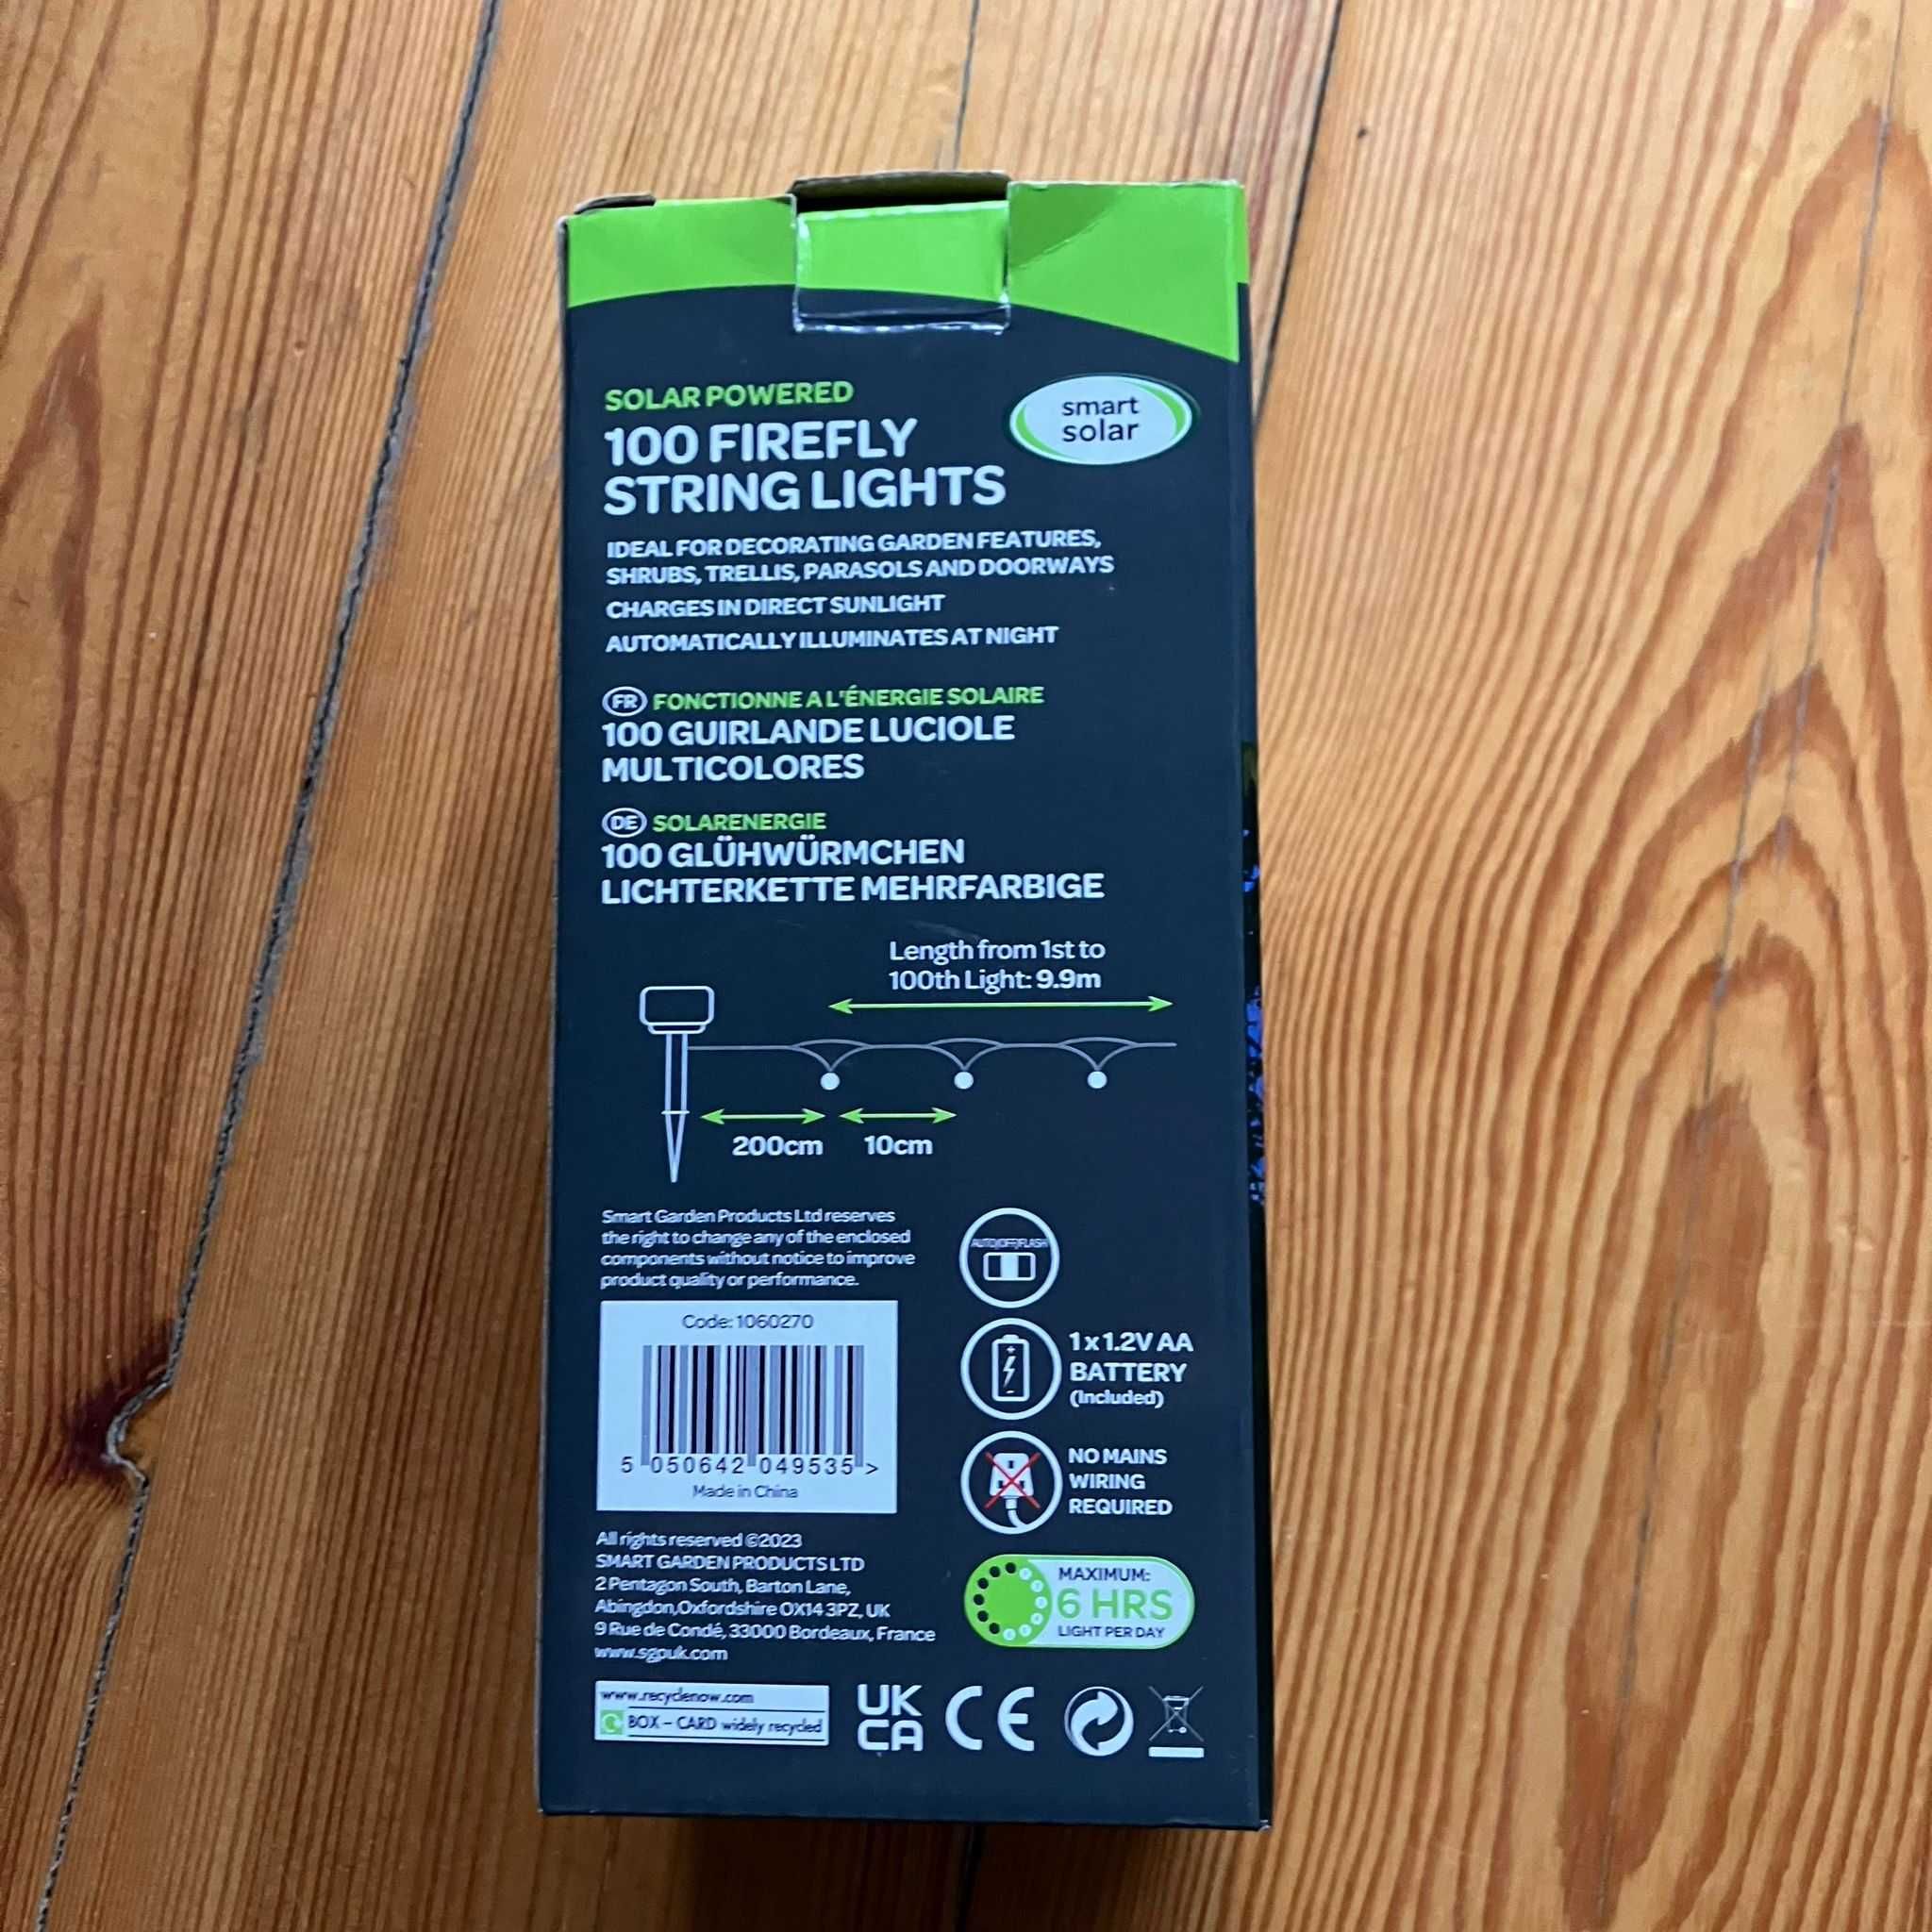 SOLAR POWERED
100 FIREFLY
STRING LIGHTS
smart
solar
IDEAL FOR DECORATING GARDEN FEATURES,
SHRUBS, TRELLIS, PARASOLS AND DOORWAYS
CHARGES IN DIRECT SUNLIGHT
AUTOMATICALLY ILLUMINATES AT NIGHT
FR FONCTIONNE A L'ÉNERGIE SOLAIRE
100 GUIRLANDE LUCIOLE
MULTICOLORES
DE SOLARENERGIE
100 GLÜHWÜRMCHEN
LICHTERKETTE MEHRFARBIGE
Length from 1st to
100th Light: 9.9m
200cm 10cm
Smart Garden Products Ltd reserves
the right to change any of the enclosed
components without notice to improve
product quality or performance.
AUTO/OFF/FLASH
Code: 1060270
5 050642 049535 >
Made in China
1 x 1.2V AA
BATTERY
(Included)
NO MAINS
WIRING
REQUIRED
All rights reserved ©2023
SMART GARDEN PRODUCTS LTD
2 Pentagon South, Barton Lane,
Abingdon, Oxfordshire OX14 3PZ, UK
9 Rue de Condé, 33000 Bordeaux, France
www.sgpuk.com
MAXIMUM:
6 HRS
LIGHT PER DAY
www.recyclenow.com
BOX – CARD widely recycled
UK
CA
CE